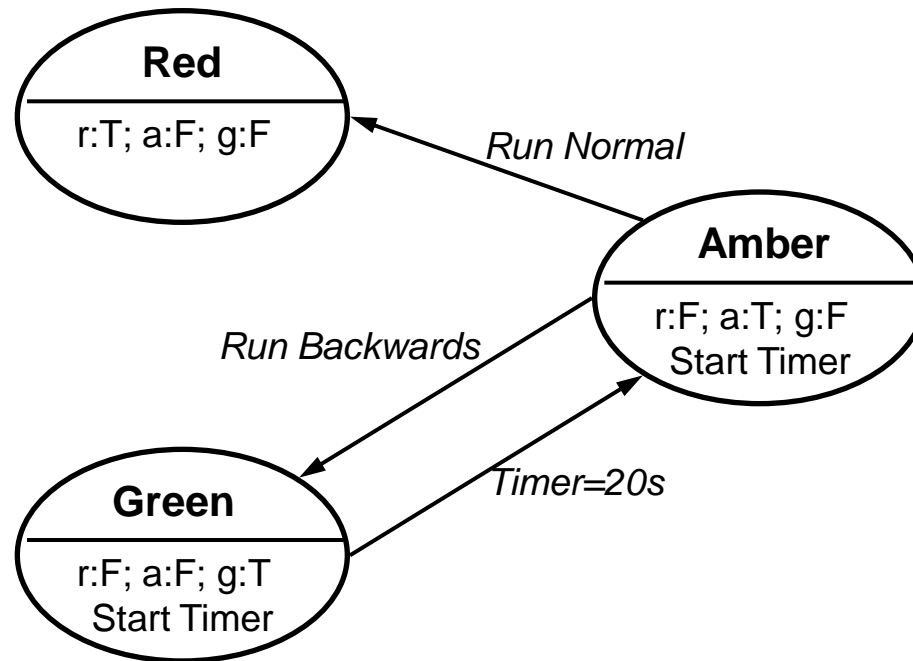 Red
r:T; a:F; g:F
Run Normal
Amber
r:F; a:T; g:F
Start Timer
Run Backwards
Timer=20s
Green
r:F; a:F; g:T
Start Timer